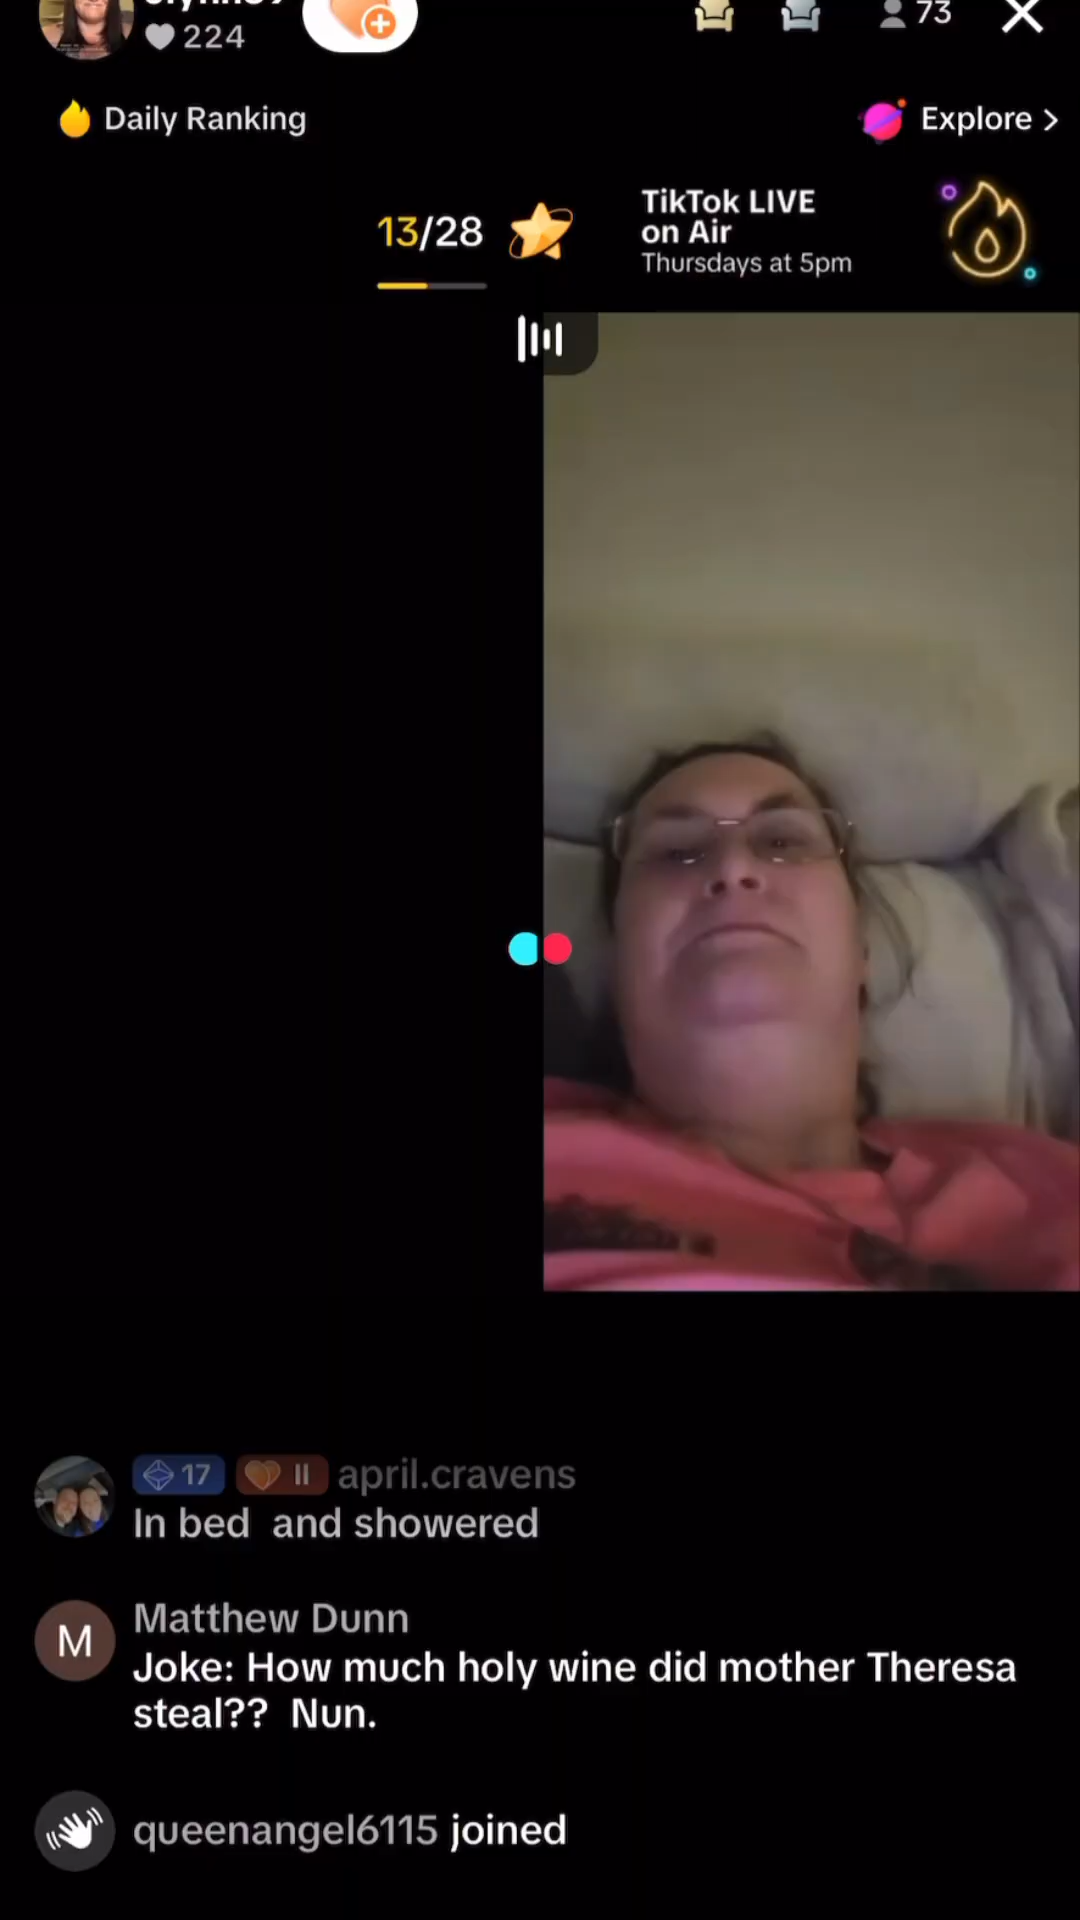 224
73
Daily Ranking
Explore >
13/28
TikTok LIVE
on Air
Thursdays at 5pm
17 II april.cravens
In bed and showered
M
Matthew Dunn
Joke: How much holy wine did mother Theresa
steal?? Nun.
queenangel6115 joined